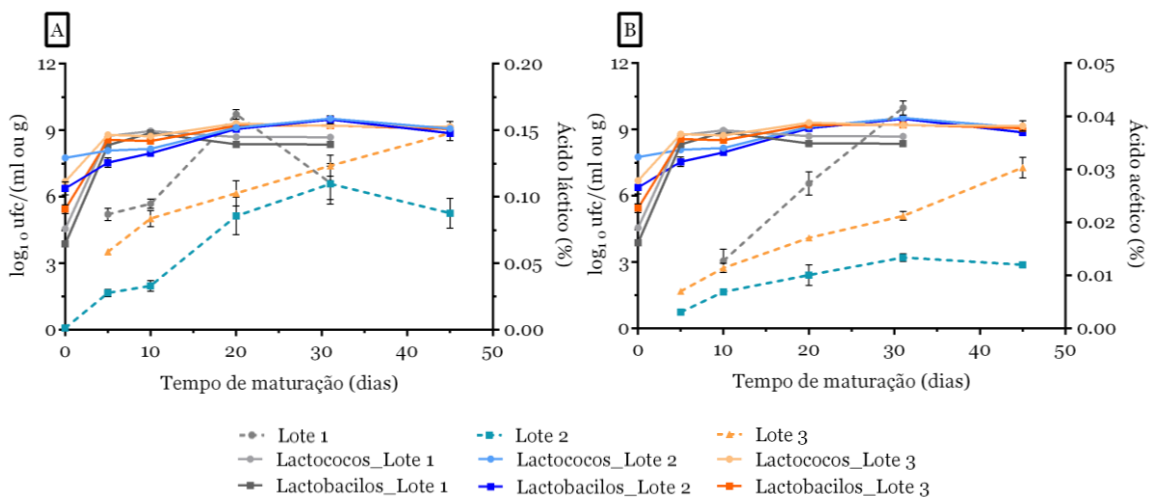 A
B
12
9
6
3
0
log₁₀ ufc/(ml ou g)
0.20
0.15
0.10
0.05
0.00
Ácido láctico (%)
0 10 20 30 40 50
Tempo de maturação (dias)
12
9
6
3
0
log₁₀ ufc/(ml ou g)
0.05
0.04
0.03
0.02
0.01
0.00
Ácido acético (%)
0 10 20 30 40 50
Tempo de maturação (dias)
Lote 1 Lote 2 Lote 3
Lactococos_Lote 1 Lactococos_Lote 2 Lactococos_Lote 3
Lactobacilos_Lote 1 Lactobacilos_Lote 2 Lactobacilos_Lote 3